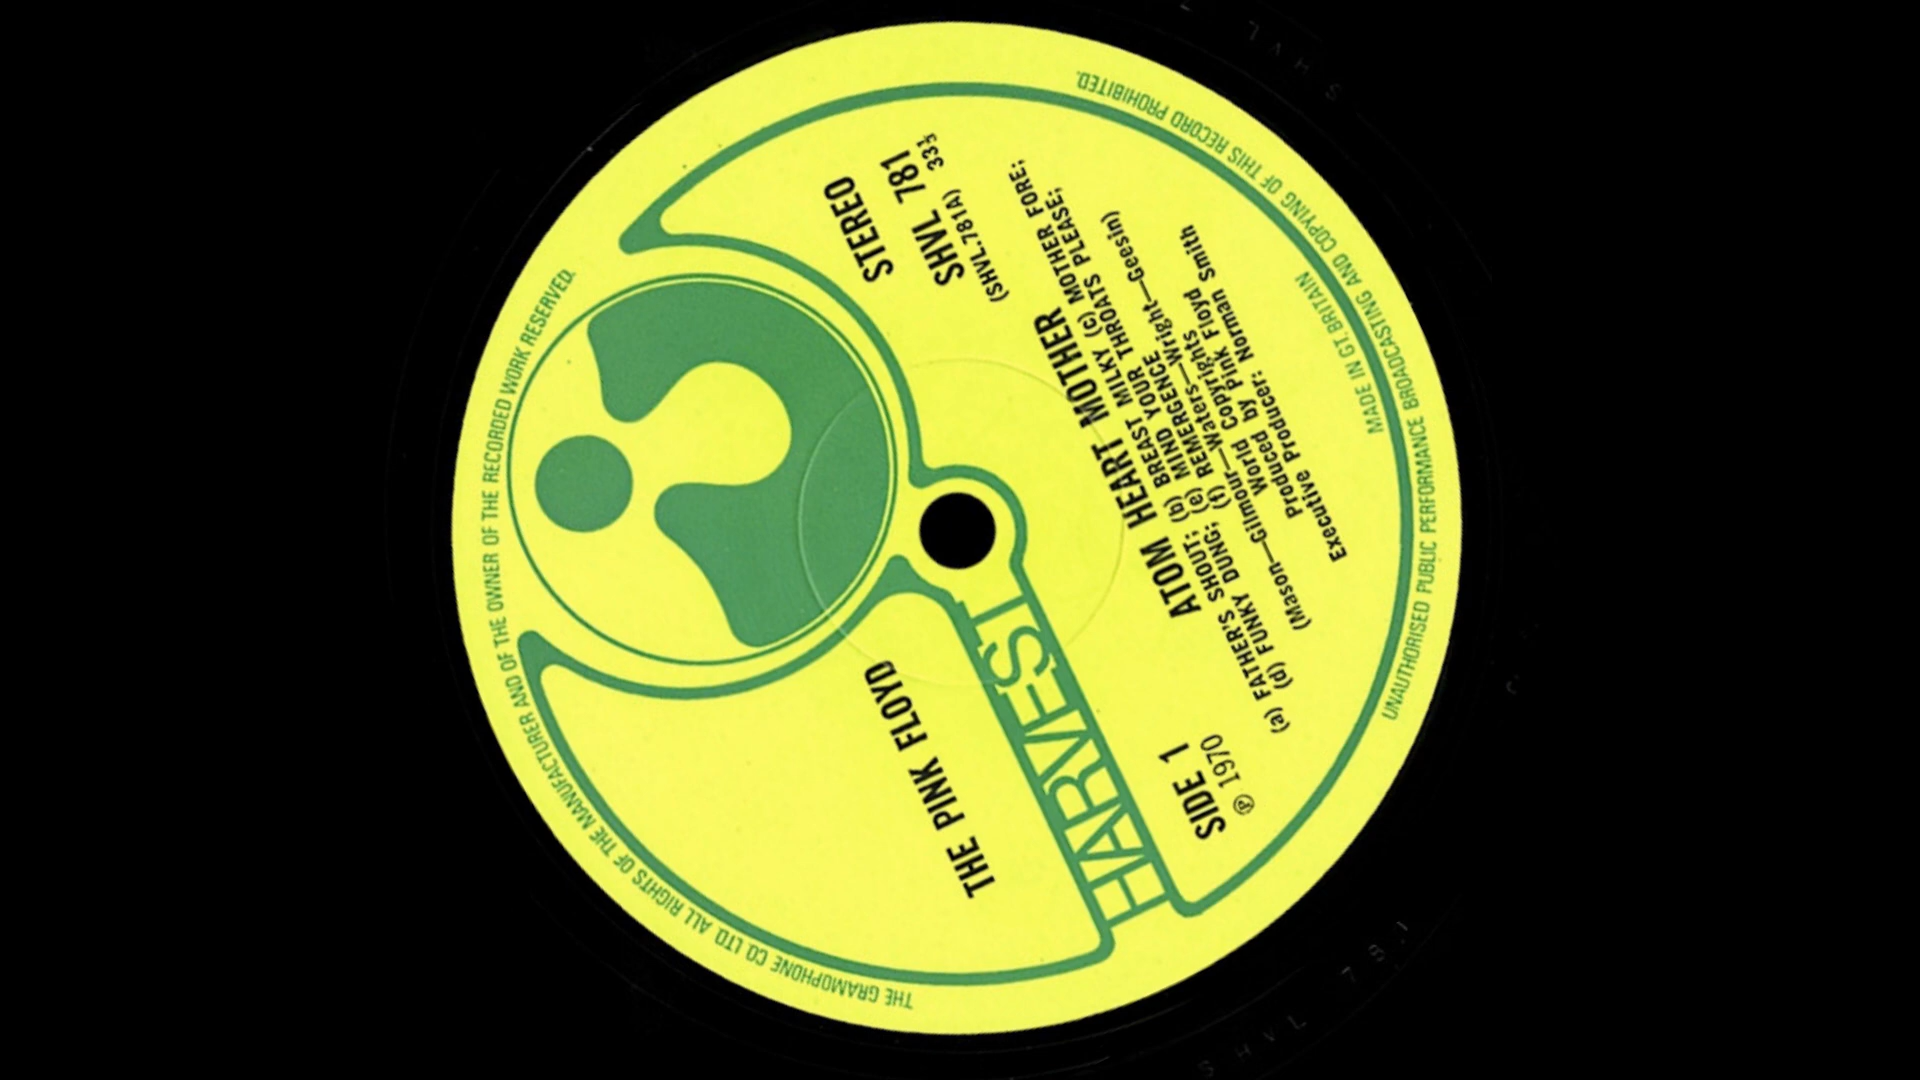 THE GRAMOPHONE CO. LTD. ALL RIGHTS OF THE MANUFACTURER AND OF THE OWNER OF THE RECORDED WORK RESERVED.
UNAUTHORISED PUBLIC PERFORMANCE BROADCASTING AND COPYING OF THIS RECORD PROHIBITED.
THE PINK FLOYD
STEREO
SHVL 781
(SHVL.781A) 33⅓
HARVEST
SIDE 1
℗ 1970
ATOM HEART MOTHER
(a) FATHER'S SHOUT; (b) BREAST MILKY (c) MOTHER FORE;
(d) FUNKY DUNG; (e) MIND YOUR THROATS PLEASE;
(f) REMERGENCE
(Mason—Gilmour—Waters—Wright—Geesin)
World Copyrights
Produced by Pink Floyd
Executive Producer: Norman Smith
MADE IN GT. BRITAIN
SHVL 781
SHVL